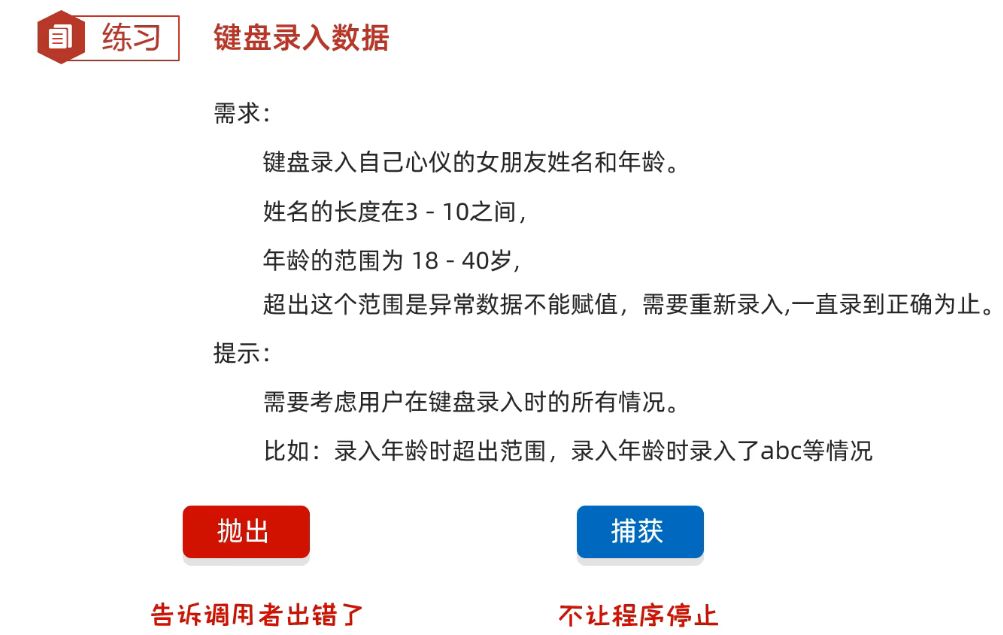 练习
键盘录入数据
需求：
键盘录入自己心仪的女朋友姓名和年龄。
姓名的长度在3 - 10之间，
年龄的范围为 18 - 40岁，
超出这个范围是异常数据不能赋值，需要重新录入,一直录到正确为止。
提示：
需要考虑用户在键盘录入时的所有情况。
比如：录入年龄时超出范围，录入年龄时录入了abc等情况
抛出
捕获
告诉调用者出错了
不让程序停止